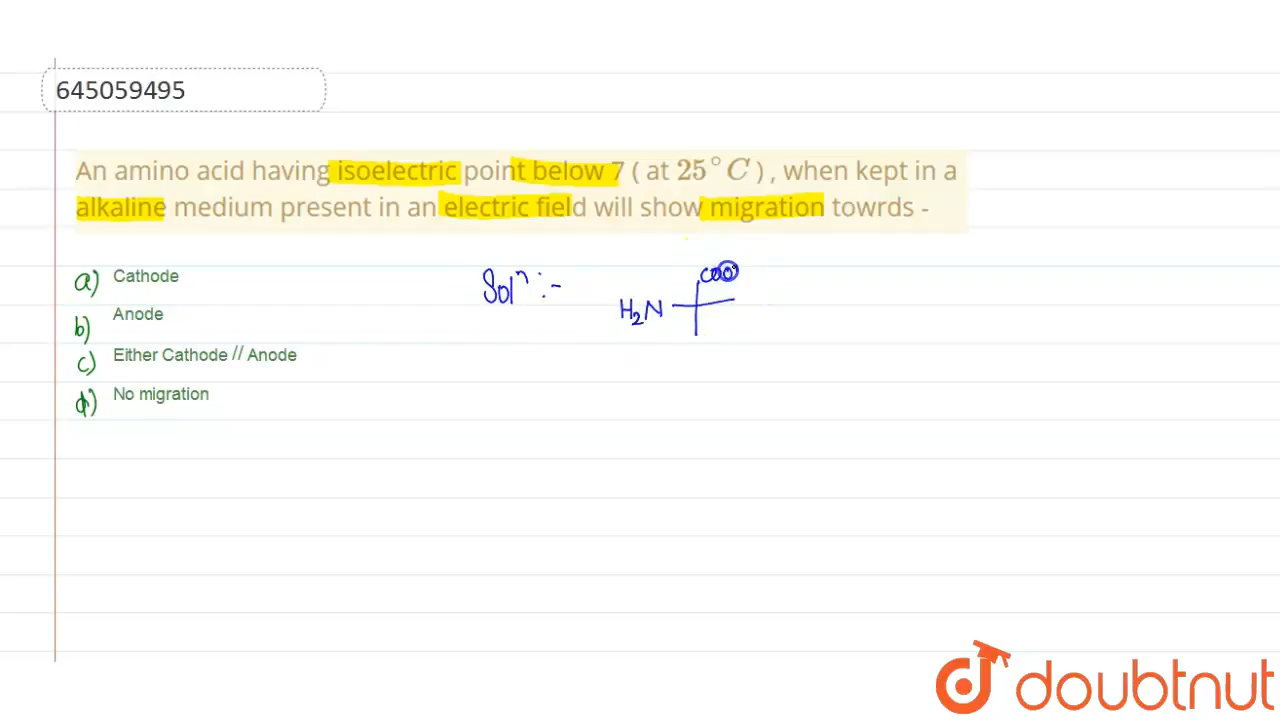 645059495
An amino acid having isoelectric point below 7 ( at 25°C ) , when kept in a
alkaline medium present in an electric field will show migration towrds -
a) Cathode
b) Anode
c) Either Cathode // Anode
d) No migration
Solⁿ :-
COO⁻
H₂N
doubtnut